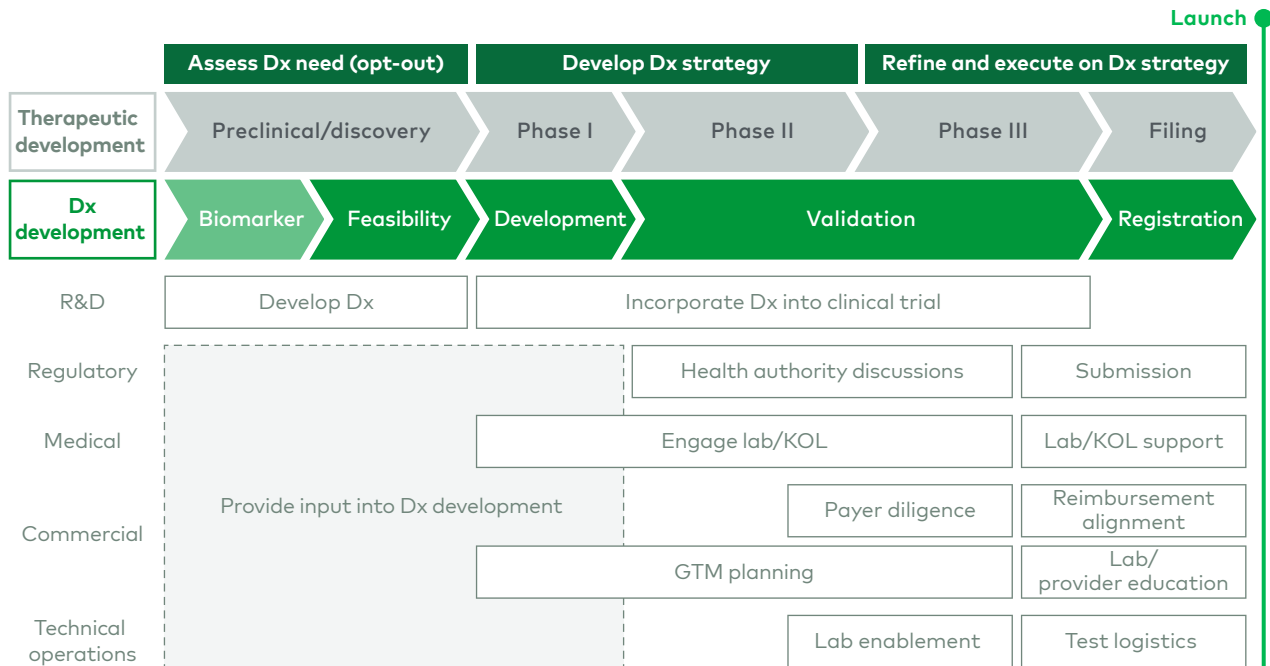 Launch
Assess Dx need (opt-out)
Develop Dx strategy
Refine and execute on Dx strategy
Therapeutic
development
Preclinical/discovery
Phase I
Phase II
Phase III
Filing
Dx
development
Biomarker
Feasibility
Development
Validation
Registration
R&D
Develop Dx
Incorporate Dx into clinical trial
Regulatory
Health authority discussions
Submission
Medical
Engage lab/KOL
Lab/KOL support
Provide input into Dx development
Commercial
Payer diligence
Reimbursement
alignment
GTM planning
Lab/
provider education
Technical
operations
Lab enablement
Test logistics